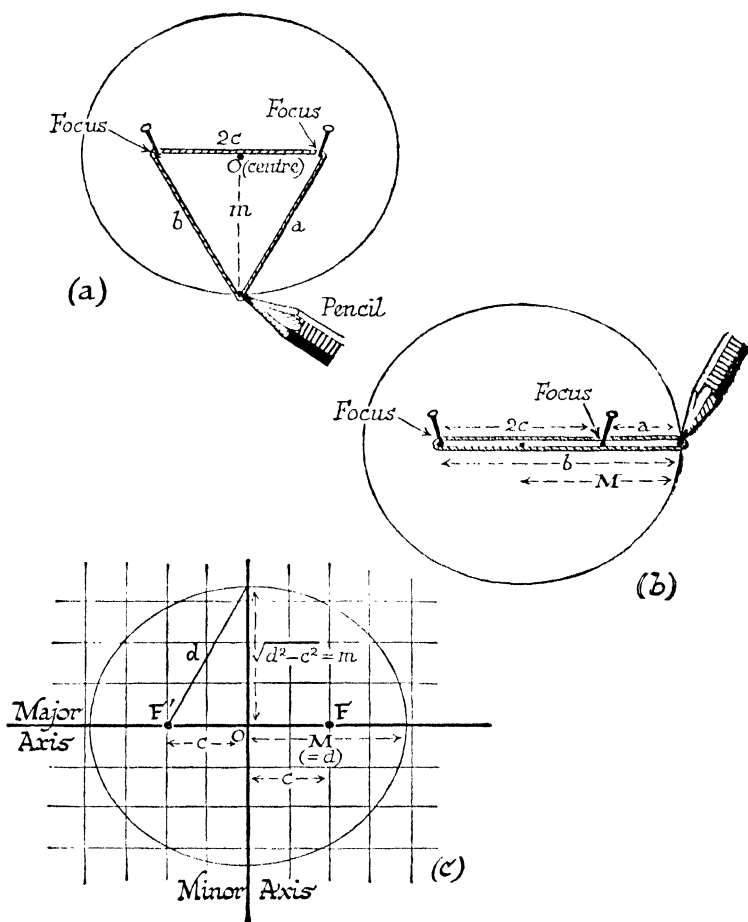 Focus
Focus
2c
O(centre)
m
b
a
(a)
Pencil
Focus
Focus
2c
a
b
M
(b)
d
√d²−c² = m
F'
F
Major
Axis
c
O
M
(= d)
c
(c)
Minor Axis